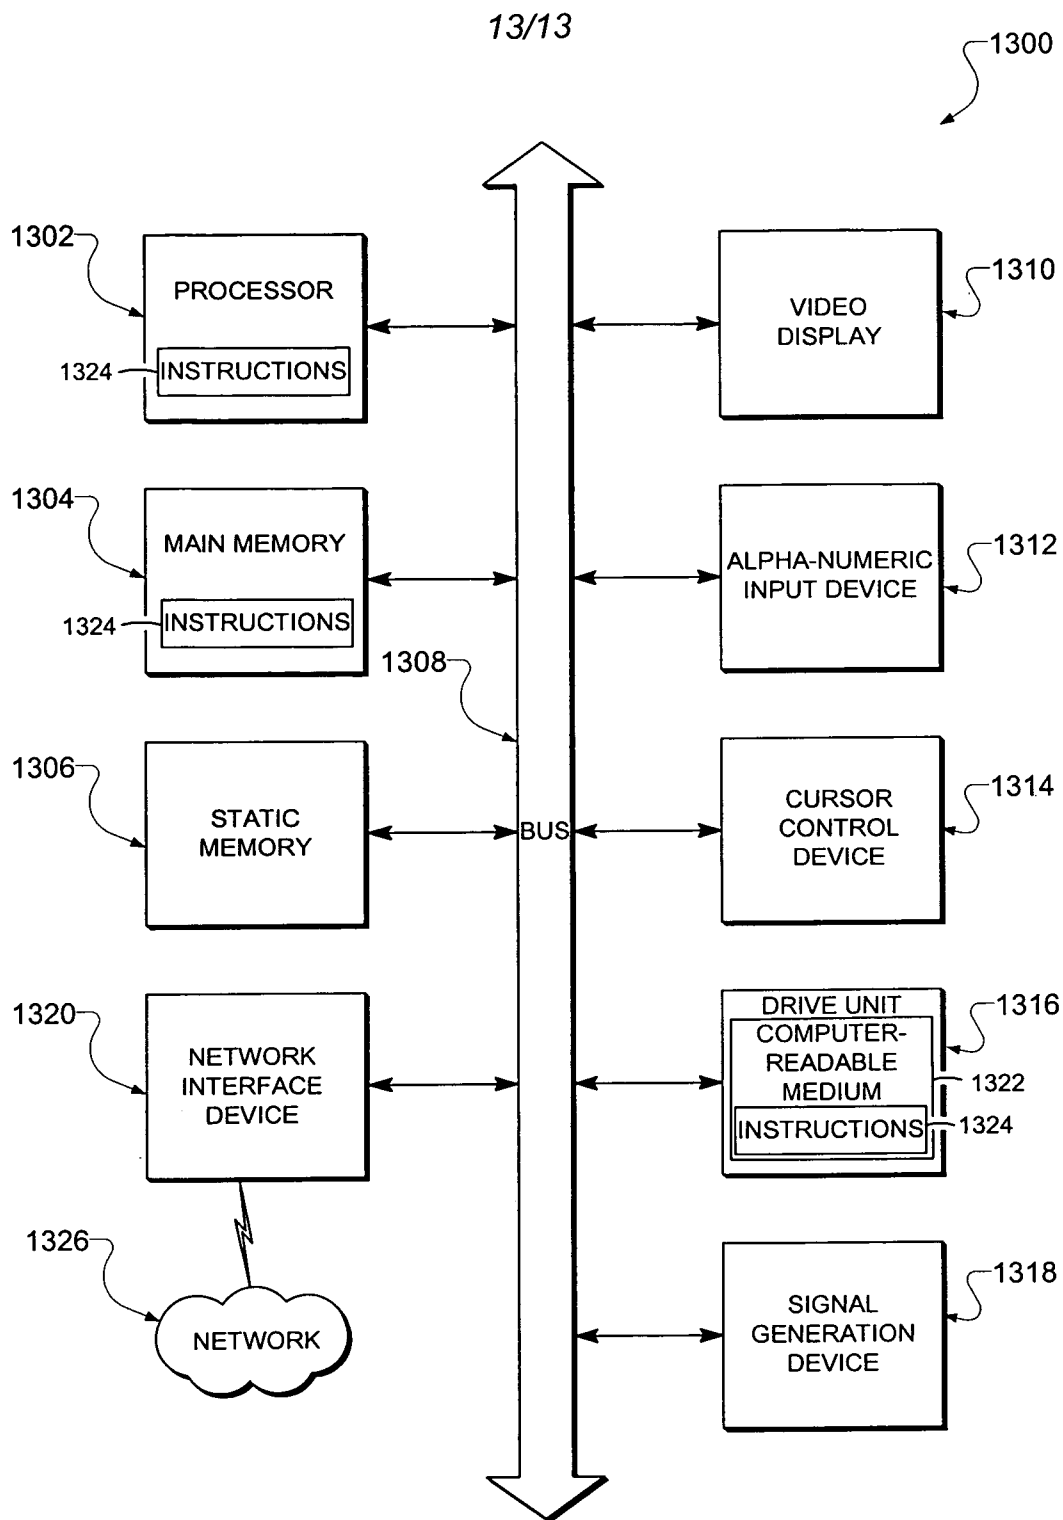 13/13
1300
1302
PROCESSOR
1324
INSTRUCTIONS
1310
VIDEO
DISPLAY
1304
MAIN MEMORY
1324
INSTRUCTIONS
1312
ALPHA-NUMERIC
INPUT DEVICE
1308
1306
STATIC
MEMORY
BUS
1314
CURSOR
CONTROL
DEVICE
1320
NETWORK
INTERFACE
DEVICE
1316
DRIVE UNIT
COMPUTER-
READABLE
MEDIUM
1322
INSTRUCTIONS
1324
1326
NETWORK
1318
SIGNAL
GENERATION
DEVICE